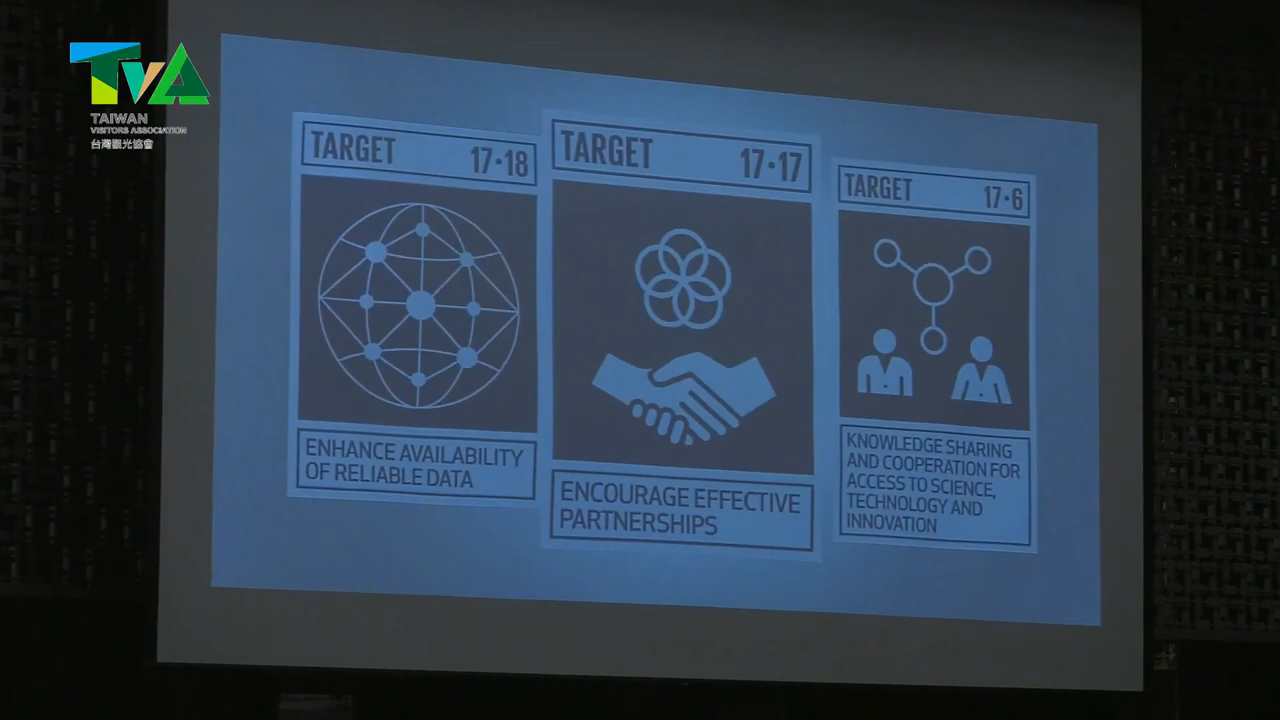 TVA
TAIWAN
VISITORS ASSOCIATION
台灣觀光協會
TARGET 17·18
ENHANCE AVAILABILITY
OF RELIABLE DATA
TARGET 17·17
ENCOURAGE EFFECTIVE
PARTNERSHIPS
TARGET 17·6
KNOWLEDGE SHARING
AND COOPERATION FOR
ACCESS TO SCIENCE,
TECHNOLOGY AND
INNOVATION